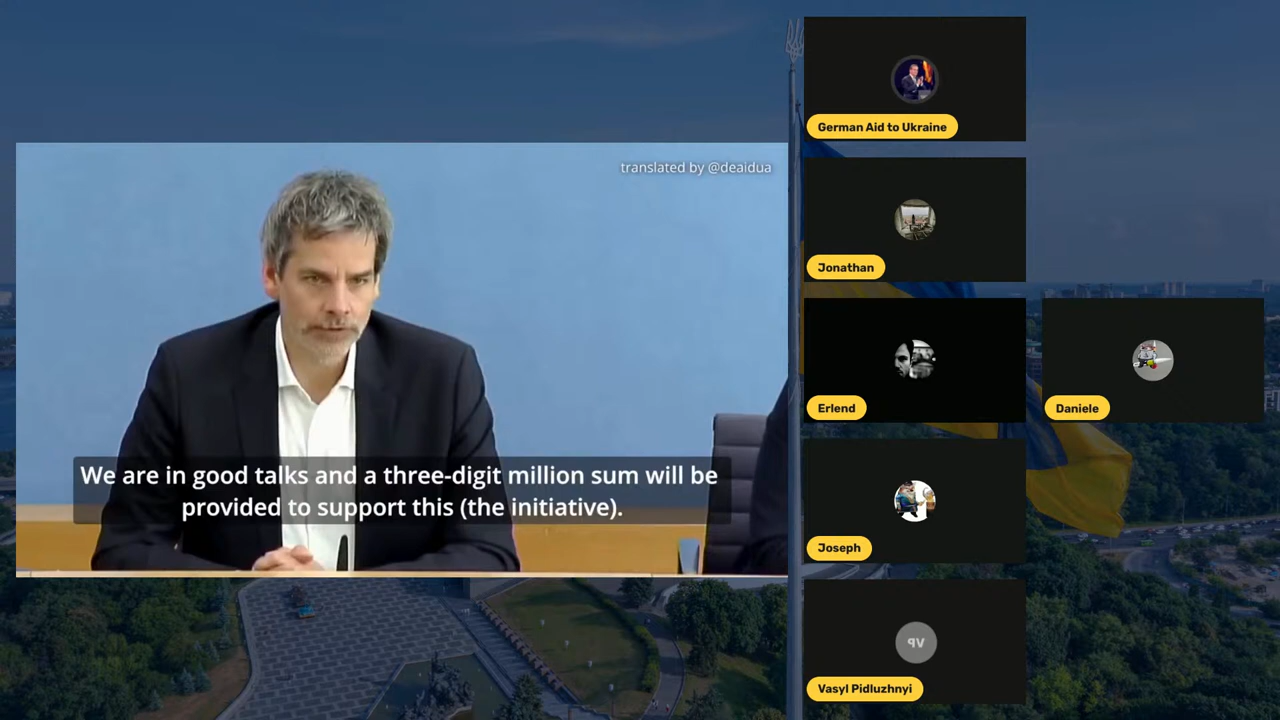 translated by @deaidua
We are in good talks and a three-digit million sum will be
provided to support this (the initiative).
German Aid to Ukraine
Jonathan
Erlend
Daniele
Joseph
VP
Vasyl Pidluzhnyi